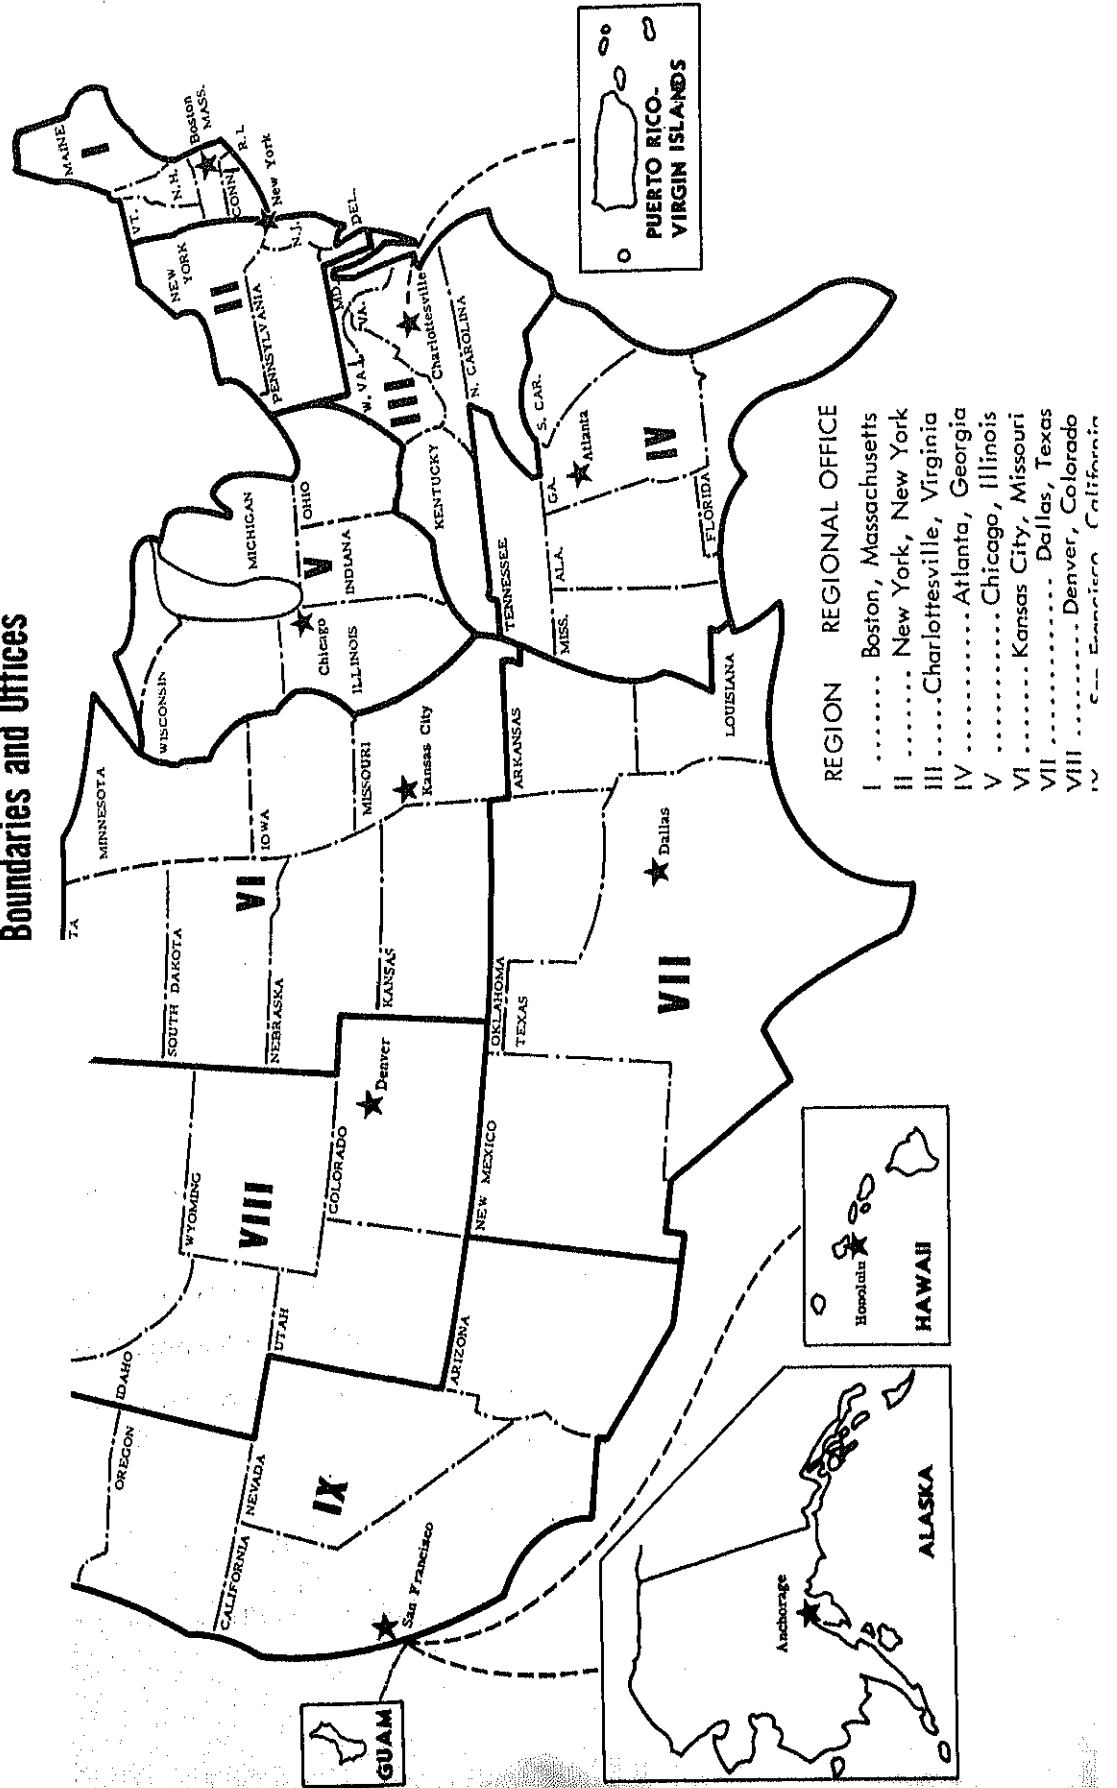 Boundaries and Offices
TA
MINNESOTA
WISCONSIN
MICHIGAN
SOUTH DAKOTA
IOWA
VI
NEBRASKA
WYOMING
VIII
IDAHO
OREGON
UTAH
NEVADA
CALIFORNIA
IX
San Francisco
COLORADO
Denver
KANSAS
MISSOURI
Kansas City
ILLINOIS
Chicago
V
INDIANA
OHIO
KENTUCKY
MAINE
I
VT.
N.H.
Boston
MASS.
CONN
R.I.
NEW
YORK
New York
II
PENNSYLVANIA
N.J.
MD.
DEL.
W. VA.
VA.
III
Charlottesville
N. CAROLINA
TENNESSEE
S. CAR.
ARKANSAS
OKLAHOMA
TEXAS
NEW MEXICO
ARIZONA
MISS.
ALA.
GA.
Atlanta
IV
FLORIDA
LOUISIANA
Dallas
VII
PUERTO RICO-
VIRGIN ISLANDS
GUAM
Anchorage
ALASKA
Honolulu
HAWAII
REGION REGIONAL OFFICE
I ....... Boston, Massachusetts
II ........ New York, New York
III ..... Charlottesville, Virginia
IV ............ Atlanta, Georgia
V ............. Chicago, Illinois
VI ....... Kansas City, Missouri
VII ............... Dallas, Texas
VIII .......... Denver, Colorado
IX San Francisco, California